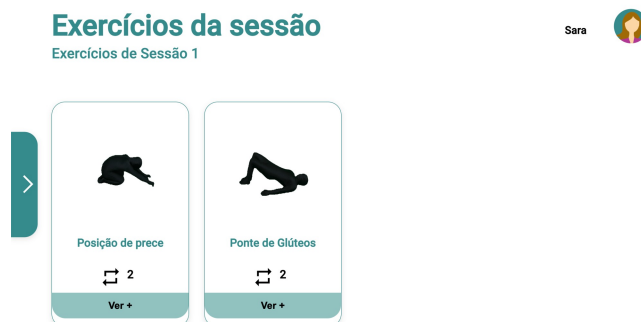 Exercícios da sessão
Sara
Exercícios de Sessão 1
Posição de prece
Ponte de Glúteos
2
2
Ver +
Ver +